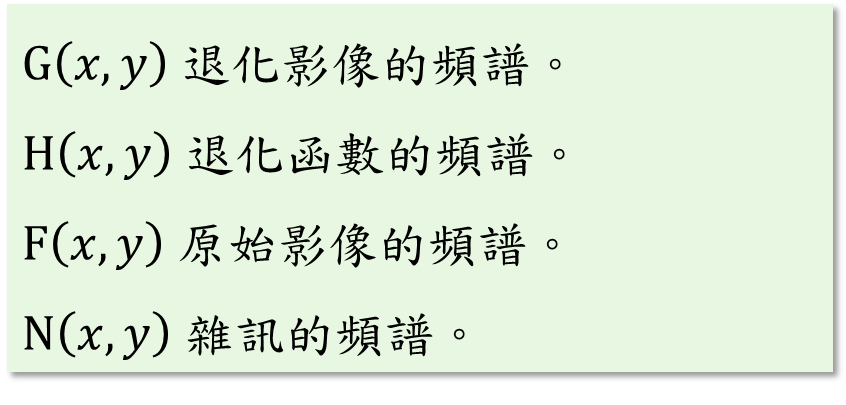 G(x, y) 退化影像的頻譜。
H(x, y) 退化函數的頻譜。
F(x, y) 原始影像的頻譜。
N(x, y) 雜訊的頻譜。